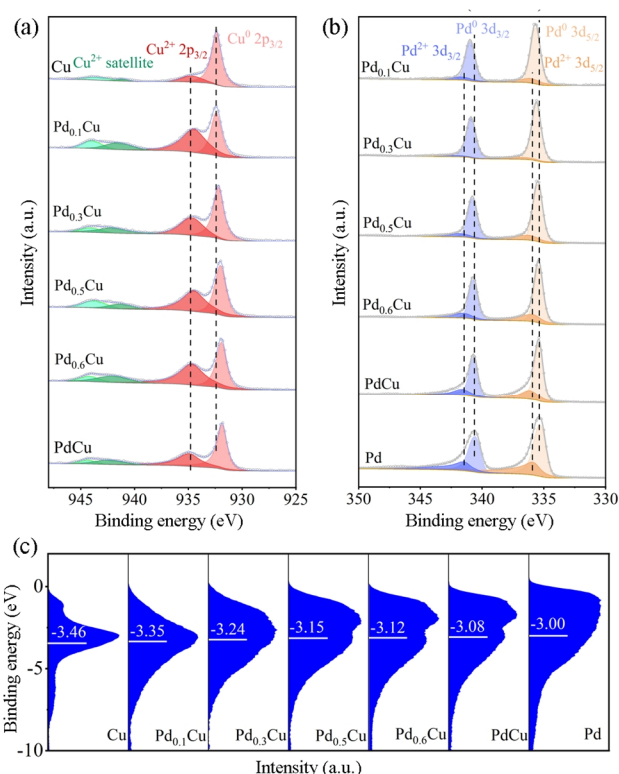 (a)
Cu²⁺ 2p₃/₂
Cu⁰ 2p₃/₂
Cu
Cu²⁺ satellite
Pd₀.₁Cu
Pd₀.₃Cu
Pd₀.₅Cu
Pd₀.₆Cu
PdCu
Intensity (a.u.)
945 940 935 930 925
Binding energy (eV)
(b)
Pd⁰ 3d₃/₂
Pd⁰ 3d₅/₂
Pd²⁺ 3d₃/₂
Pd²⁺ 3d₅/₂
Pd₀.₁Cu
Pd₀.₃Cu
Pd₀.₅Cu
Pd₀.₆Cu
PdCu
Pd
Intensity (a.u.)
350 345 340 335 330
Binding energy (eV)
(c)
Binding energy (eV)
0
-5
-10
-3.46 -3.35 -3.24 -3.15 -3.12 -3.08 -3.00
Cu Pd₀.₁Cu Pd₀.₃Cu Pd₀.₅Cu Pd₀.₆Cu PdCu Pd
Intensity (a.u.)